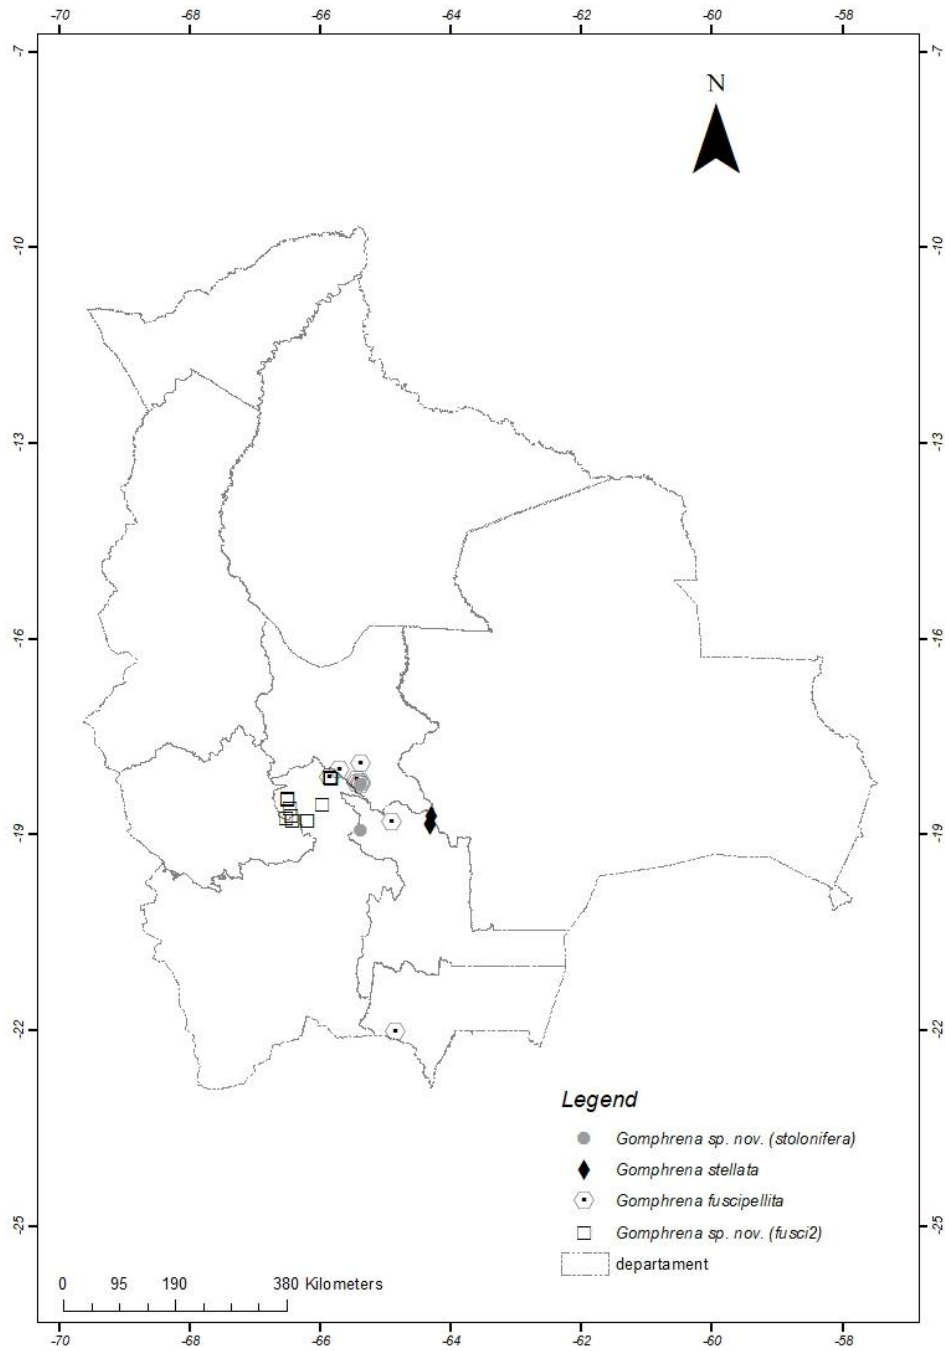 -70 -68 -66 -64 -62 -60 -58
-7 -7
N
-10 -10
-13 -13
-16 -16
-19 -19
-22 -22
Legend
Gomphrena sp. nov. (stolonifera)
Gomphrena stellata
Gomphrena fuscipellita
-25 -25
Gomphrena sp. nov. (fusci2)
departament
0 95 190 380 Kilometers
-70 -68 -66 -64 -62 -60 -58